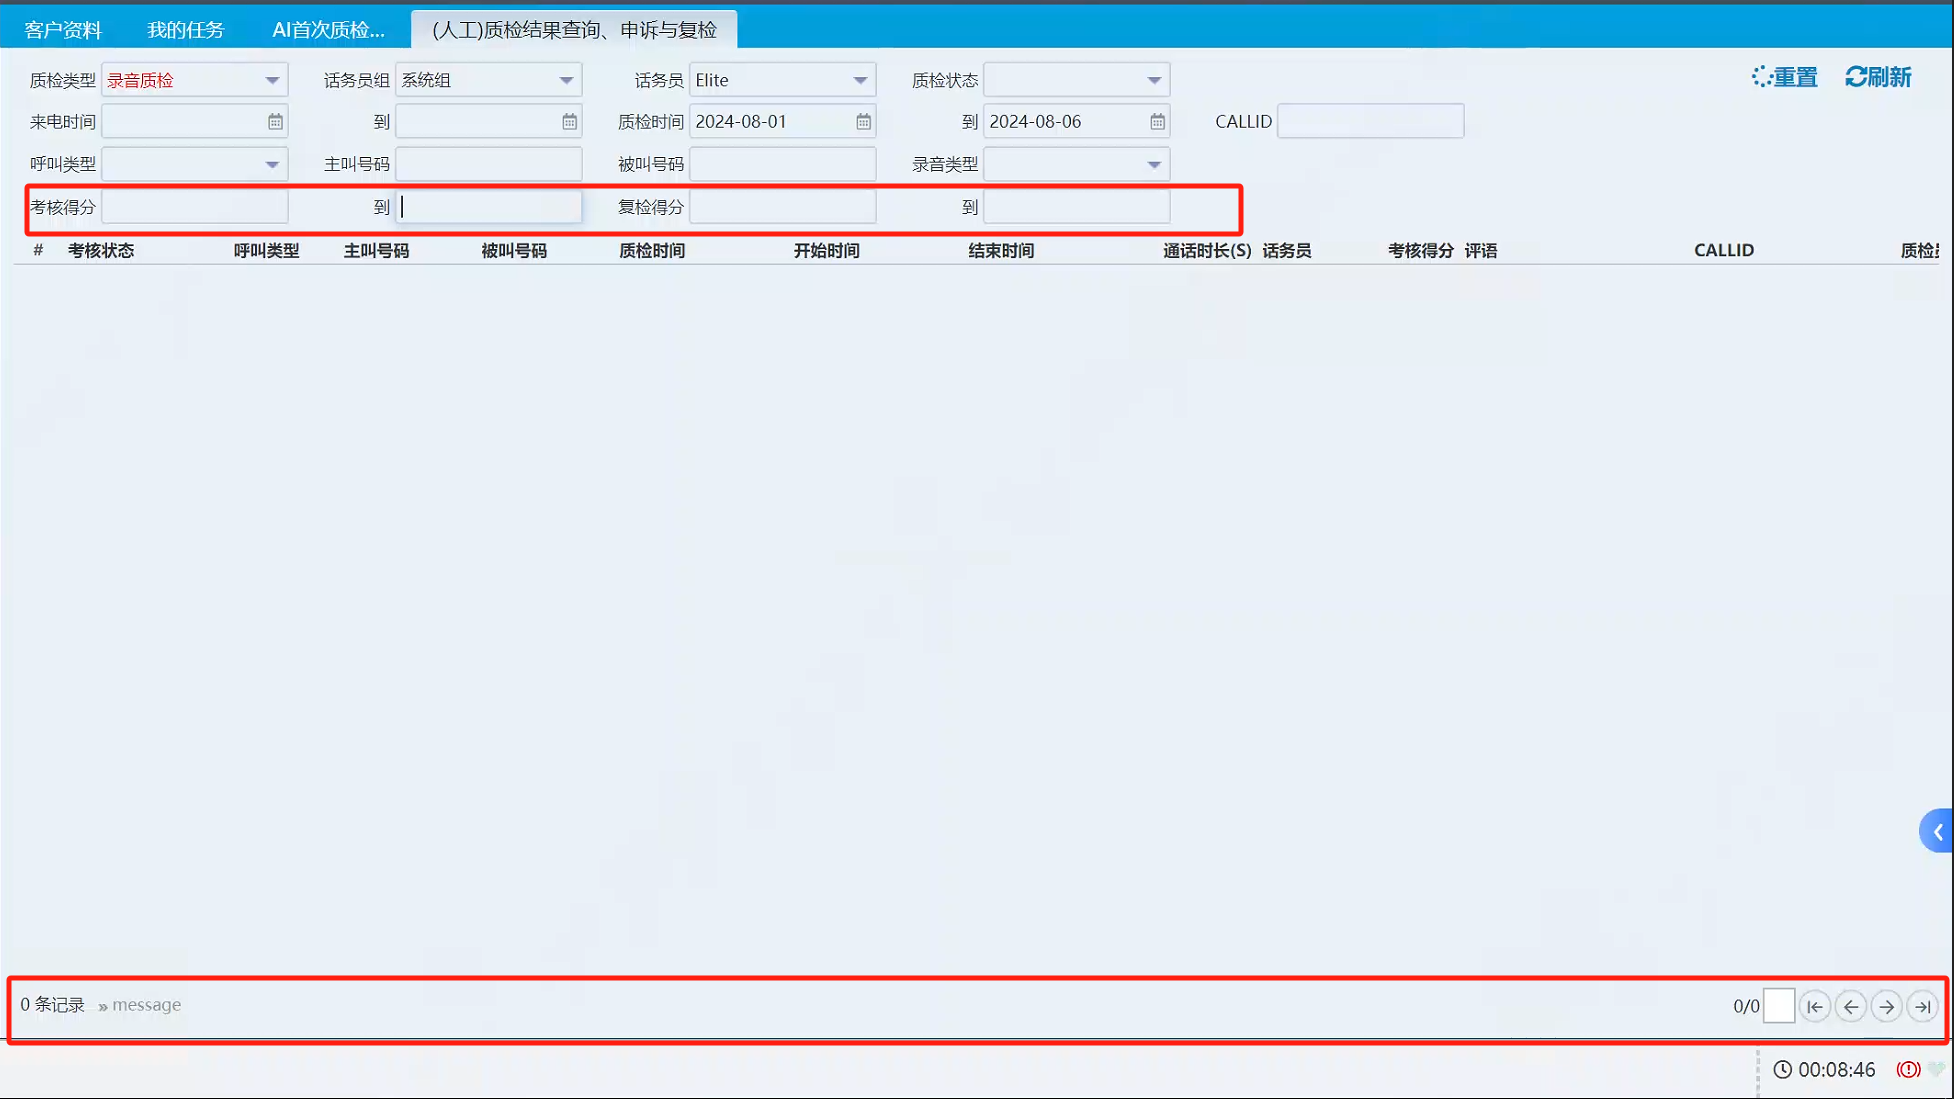 客户资料 我的任务 AI首次质检... (人工)质检结果查询、申诉与复检
质检类型 录音质检 话务员组 系统组 话务员 Elite 质检状态 重置 刷新
来电时间 到 质检时间 2024-08-01 到 2024-08-06 CALLID
呼叫类型 主叫号码 被叫号码 录音类型
考核得分 到 复检得分 到
# 考核状态 呼叫类型 主叫号码 被叫号码 质检时间 开始时间 结束时间 通话时长(S) 话务员 考核得分 评语 CALLID 质检
0 条记录 » message 0/0
00:08:46